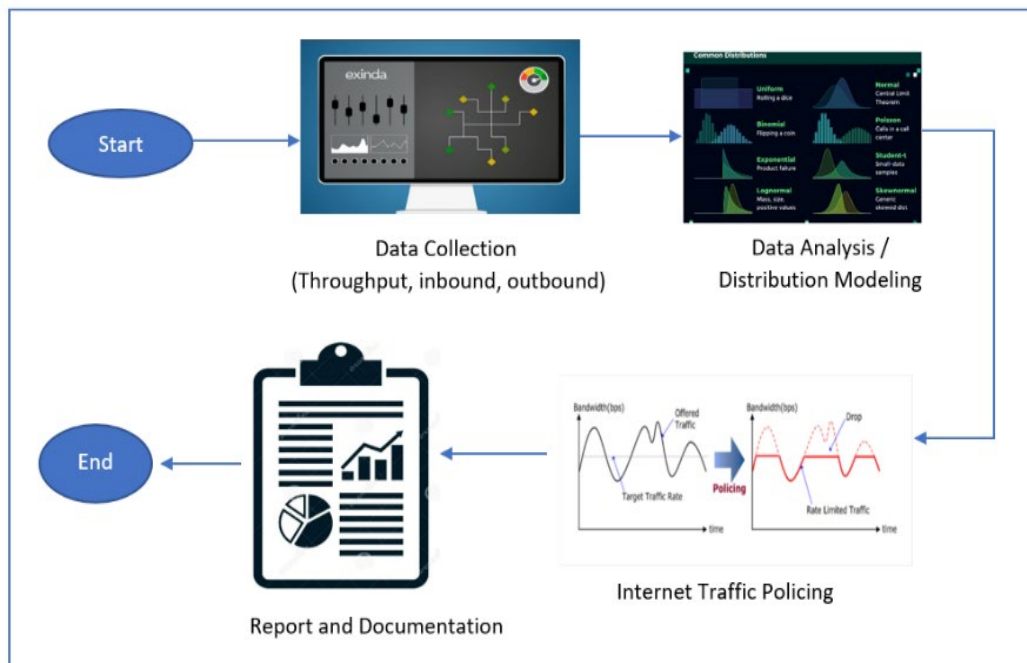 Start
exinda
Data Collection
(Throughput, inbound, outbound)
Common Distributions
Uniform
Rolling a dice
Normal
Central Limit
Theorem
Binomial
Flipping a coin
Poisson
Calls in a call
center
Exponential
Product failure
Student-t
Small-data
samples
Lognormal
Mass, size,
positive values
Skewnormal
Generic
skewed dist.
Data Analysis /
Distribution Modeling
Bandwidth(bps)
Offered
Traffic
Target Traffic Rate
time
Policing
Bandwidth(bps)
Drop
Rate Limited Traffic
time
Internet Traffic Policing
Report and Documentation
End